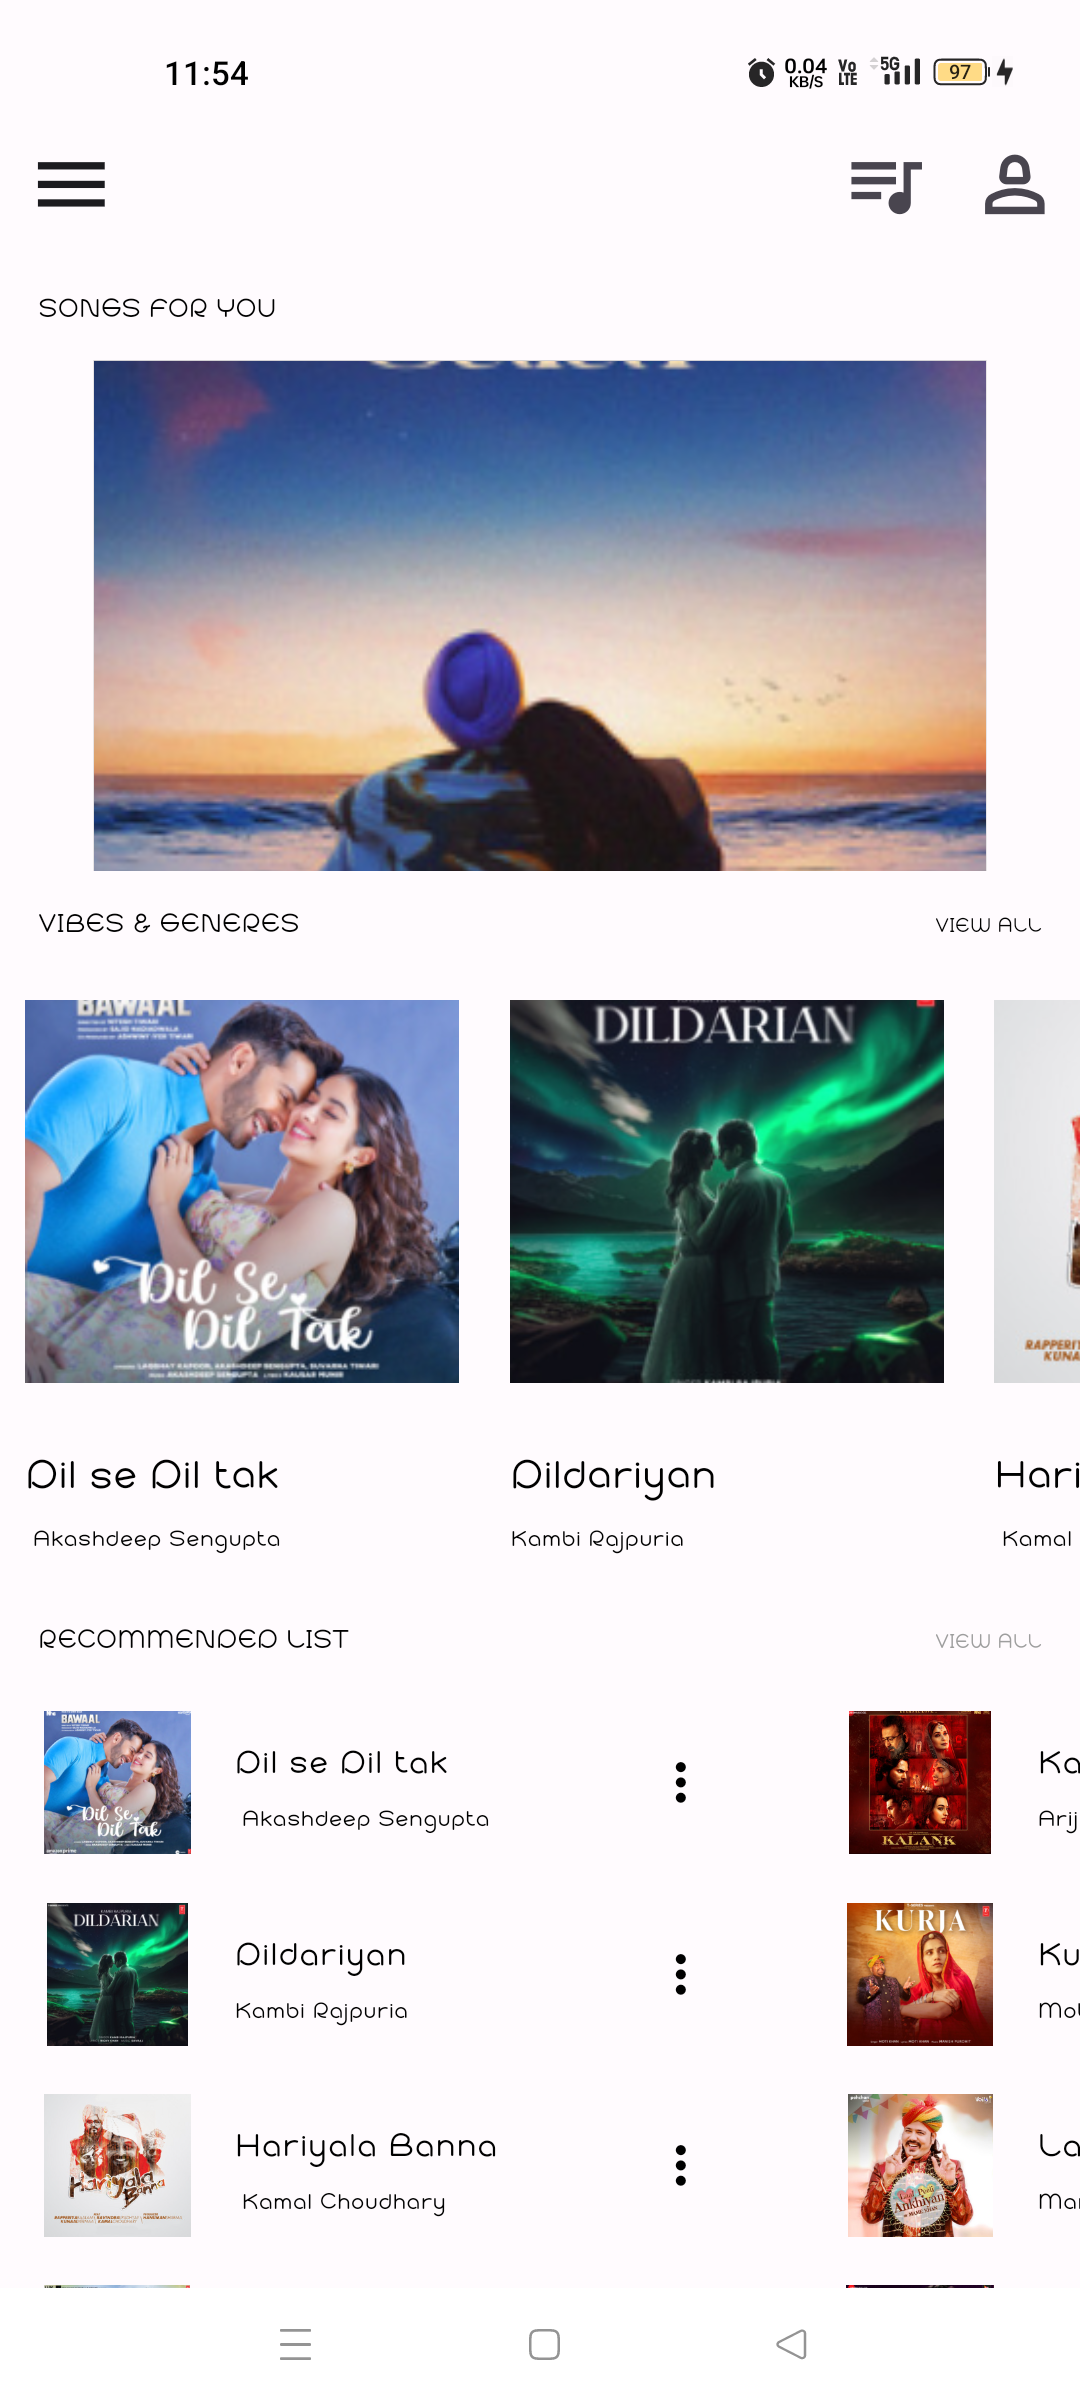 11:54
0.04 KB/S Vo LTE 5G 97
SONGS FOR YOU
VIBES & GENERES
VIEW ALL
BAWAAL
Dil Se
Dil Tak
DILDARIAN
RAPPERIY
KUNA
Dil se Dil tak
Dildariyan
Hari
Akashdeep Sengupta
Kambi Rajpuria
Kamal
RECOMMENDED LIST
VIEW ALL
BAWAAL
Dil Se
Dil Tak
Dil se Dil tak
Akashdeep Sengupta
KALANK
Ka
Arij
DILDARIAN
Dildariyan
Kambi Rajpuria
KURJA
Ku
Hariyala
Banna
Hariyala Banna
Kamal Choudhary
Ankhiyan
La